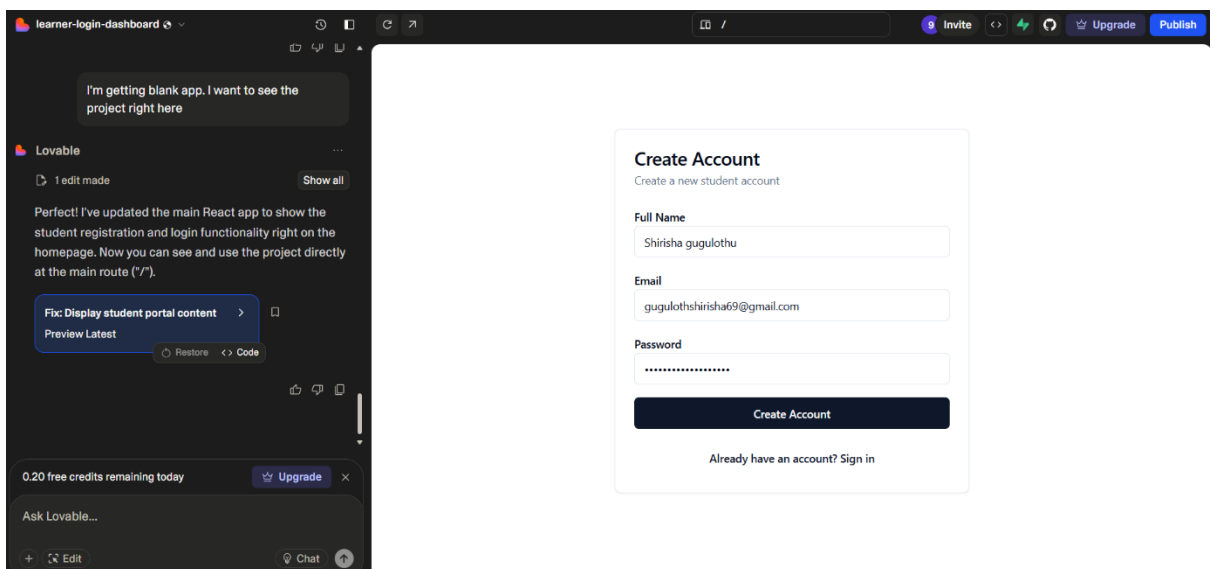 learner-login-dashboard
/
9 Invite
Upgrade
Publish
I'm getting blank app. I want to see the
project right here
Lovable
1 edit made
Show all
Perfect! I've updated the main React app to show the
student registration and login functionality right on the
homepage. Now you can see and use the project directly
at the main route ("/").
Fix: Display student portal content
Preview Latest
Restore
Code
0.20 free credits remaining today
Upgrade
Ask Lovable...
Edit
Chat
Create Account
Create a new student account
Full Name
Shirisha gugulothu
Email
gugulothshirisha69@gmail.com
Password
•••••••••••••••••••
Create Account
Already have an account? Sign in